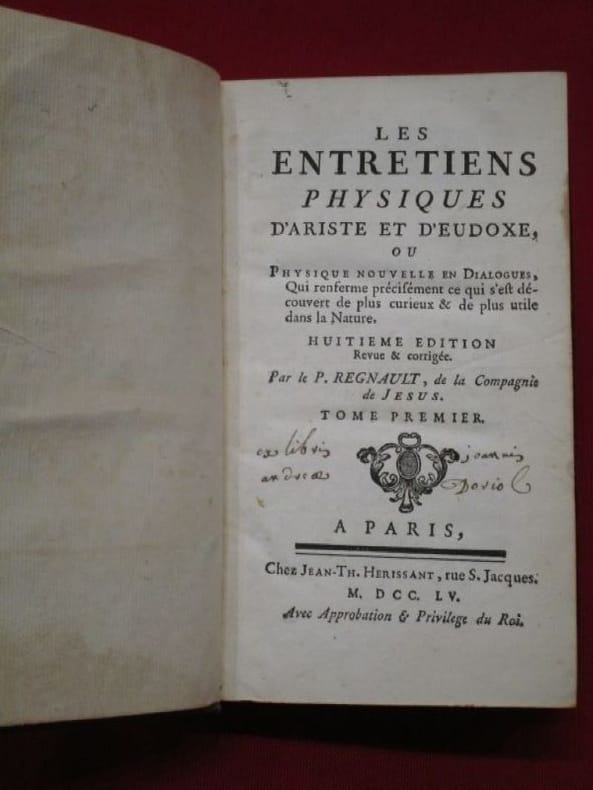 LES
ENTRETIENS
PHYSIQUES
D'ARISTE ET D'EUDOXE,
OU
PHYSIQUE NOUVELLE EN DIALOGUES,
Qui renferme précisément ce qui s'est dé-
couvert de plus curieux & de plus utile
dans la Nature.
HUITIEME EDITION
Revue & corrigée.
Par le P. REGNAULT, de la Compagnie
de JESUS.
TOME PREMIER.
ex libris joannis
andreæ Doriol
A PARIS,
Chez JEAN-TH. HERISSANT, rue S. Jacques.
M. DCC. LV.
Avec Approbation & Privilege du Roi.